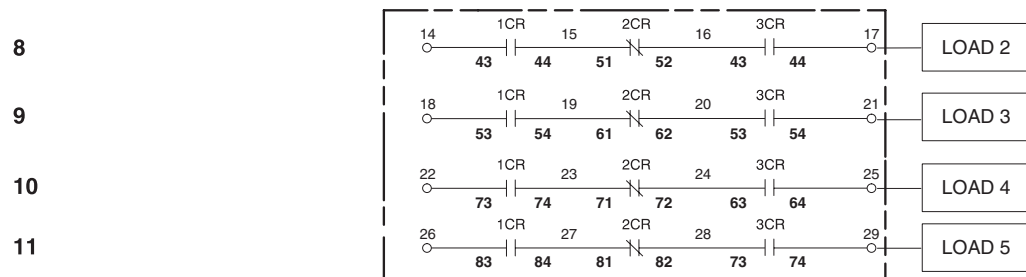 1CR 2CR 3CR
8 14 15 16 17 LOAD 2
43 44 51 52 43 44
1CR 2CR 3CR
9 18 19 20 21 LOAD 3
53 54 61 62 53 54
1CR 2CR 3CR
10 22 23 24 25 LOAD 4
73 74 71 72 63 64
1CR 2CR 3CR
11 26 27 28 29 LOAD 5
83 84 81 82 73 74